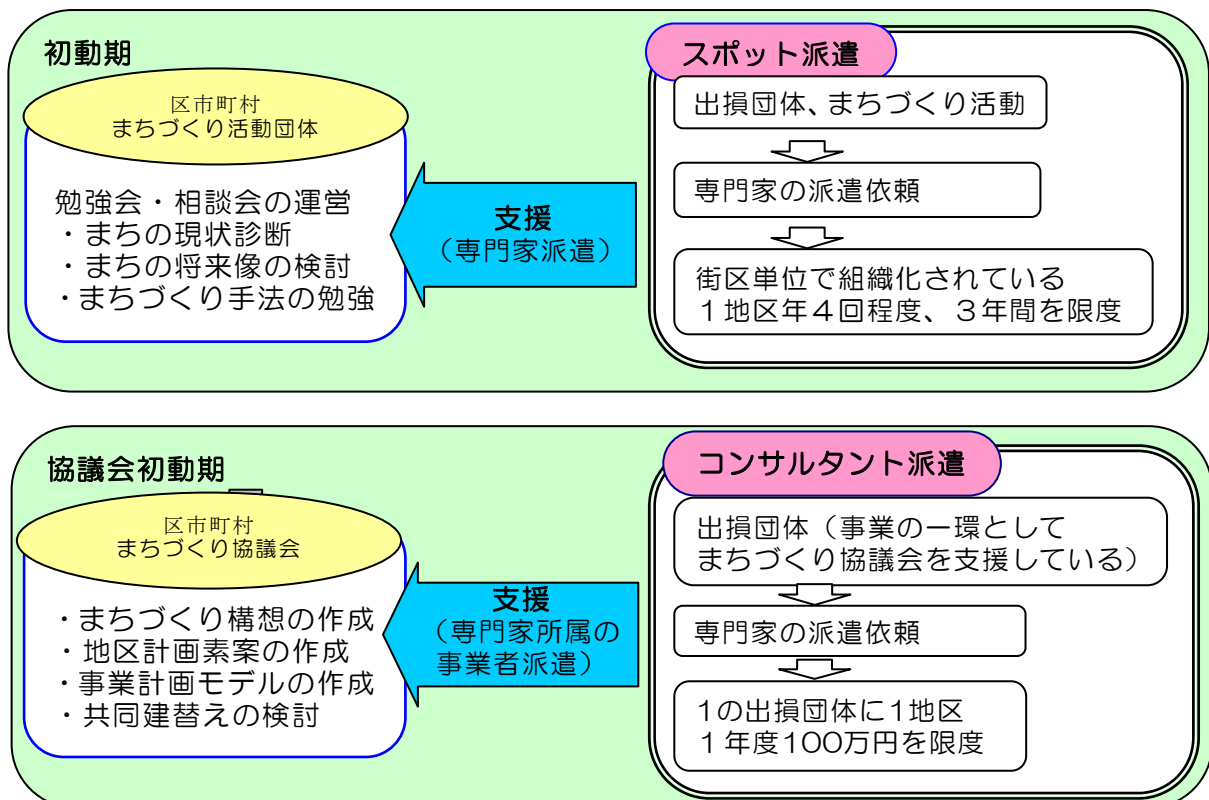 初動期
区市町村
まちづくり活動団体
勉強会・相談会の運営
・まちの現状診断
・まちの将来像の検討
・まちづくり手法の勉強
支援
（専門家派遣）
スポット派遣
出損団体、まちづくり活動
専門家の派遣依頼
街区単位で組織化されている
１地区年４回程度、３年間を限度
協議会初動期
区市町村
まちづくり協議会
・まちづくり構想の作成
・地区計画素案の作成
・事業計画モデルの作成
・共同建替えの検討
支援
（専門家所属の
事業者派遣）
コンサルタント派遣
出損団体（事業の一環として
まちづくり協議会を支援している）
専門家の派遣依頼
1の出損団体に1地区
１年度100万円を限度